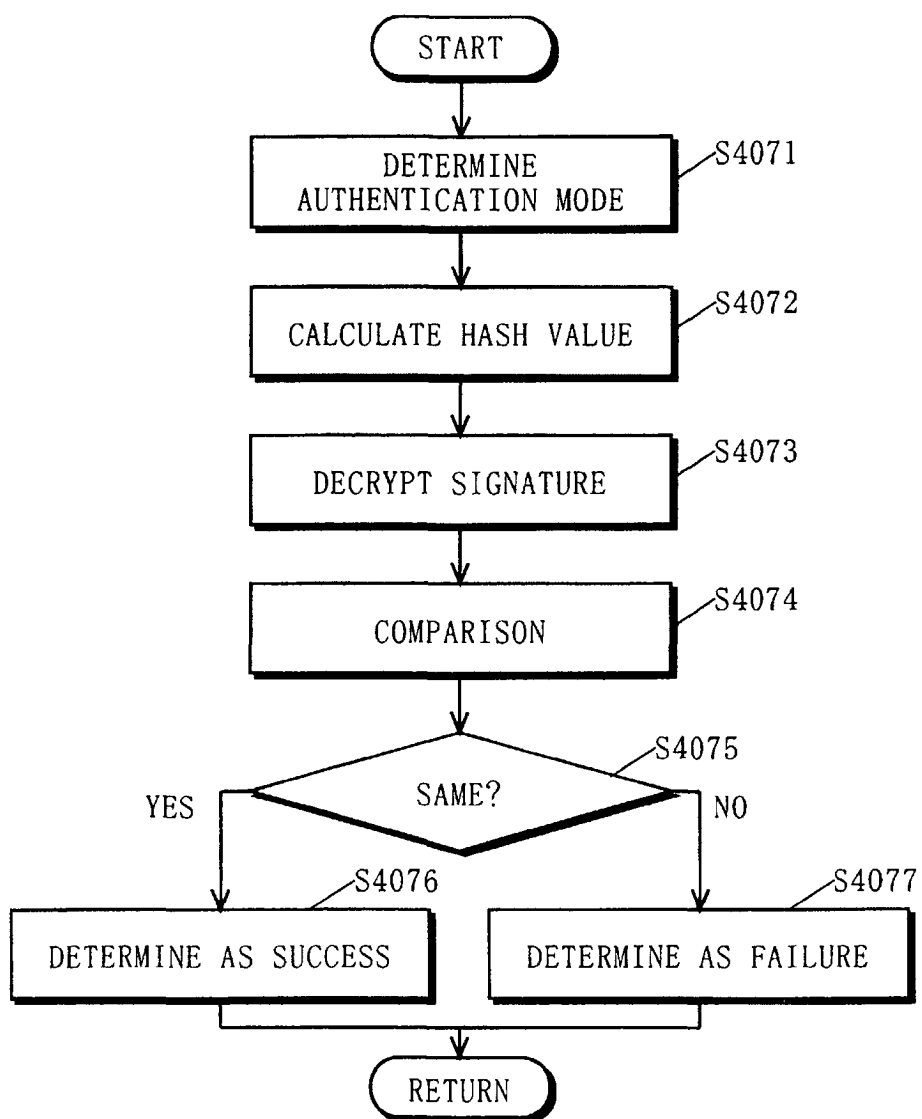 START
DETERMINE
AUTHENTICATION MODE
S4071
CALCULATE HASH VALUE
S4072
DECRYPT SIGNATURE
S4073
COMPARISON
S4074
SAME?
S4075
YES
NO
DETERMINE AS SUCCESS
S4076
DETERMINE AS FAILURE
S4077
RETURN